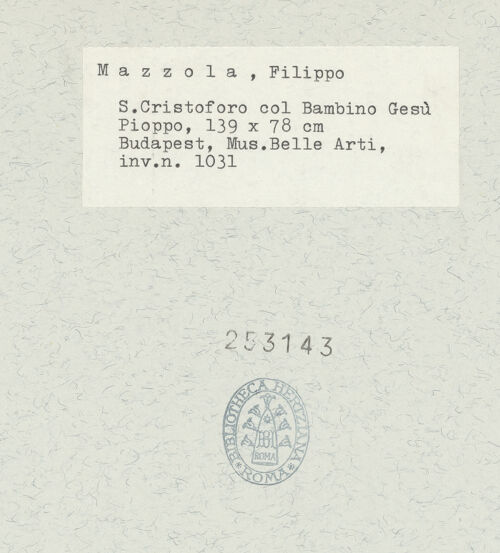 Mazzola, Filippo
S.Cristoforo col Bambino Gesù
Pioppo, 139 x 78 cm
Budapest, Mus.Belle Arti,
inv.n. 1031
253143
BIBLIOTHECA HERTZIANA
ROMA
ROMA